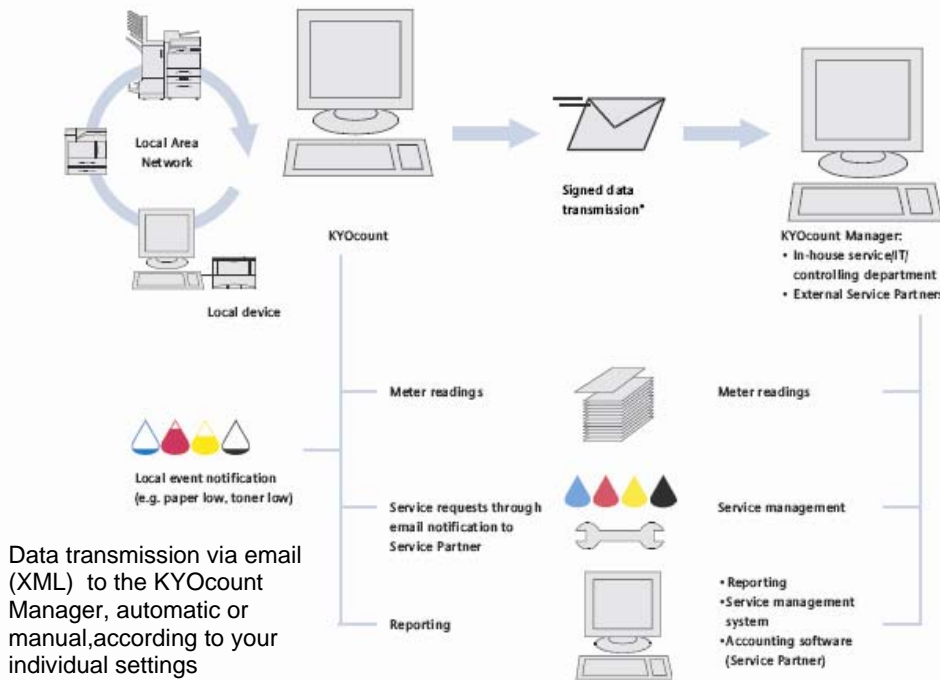 Local Area
Network
Local device
KYOcount
Signed data
transmission*
KYOcount Manager:
• In-house service/IT/
controlling department
• External Service Partners
Local event notification
(e.g. paper low, toner low)
Meter readings
Service requests through
email notification to
Service Partner
Reporting
Meter readings
Service management
•Reporting
•Service management
system
•Accounting software
(Service Partner)
Data transmission via email
(XML)  to the KYOcount
Manager, automatic or
manual,according to your
individual settings